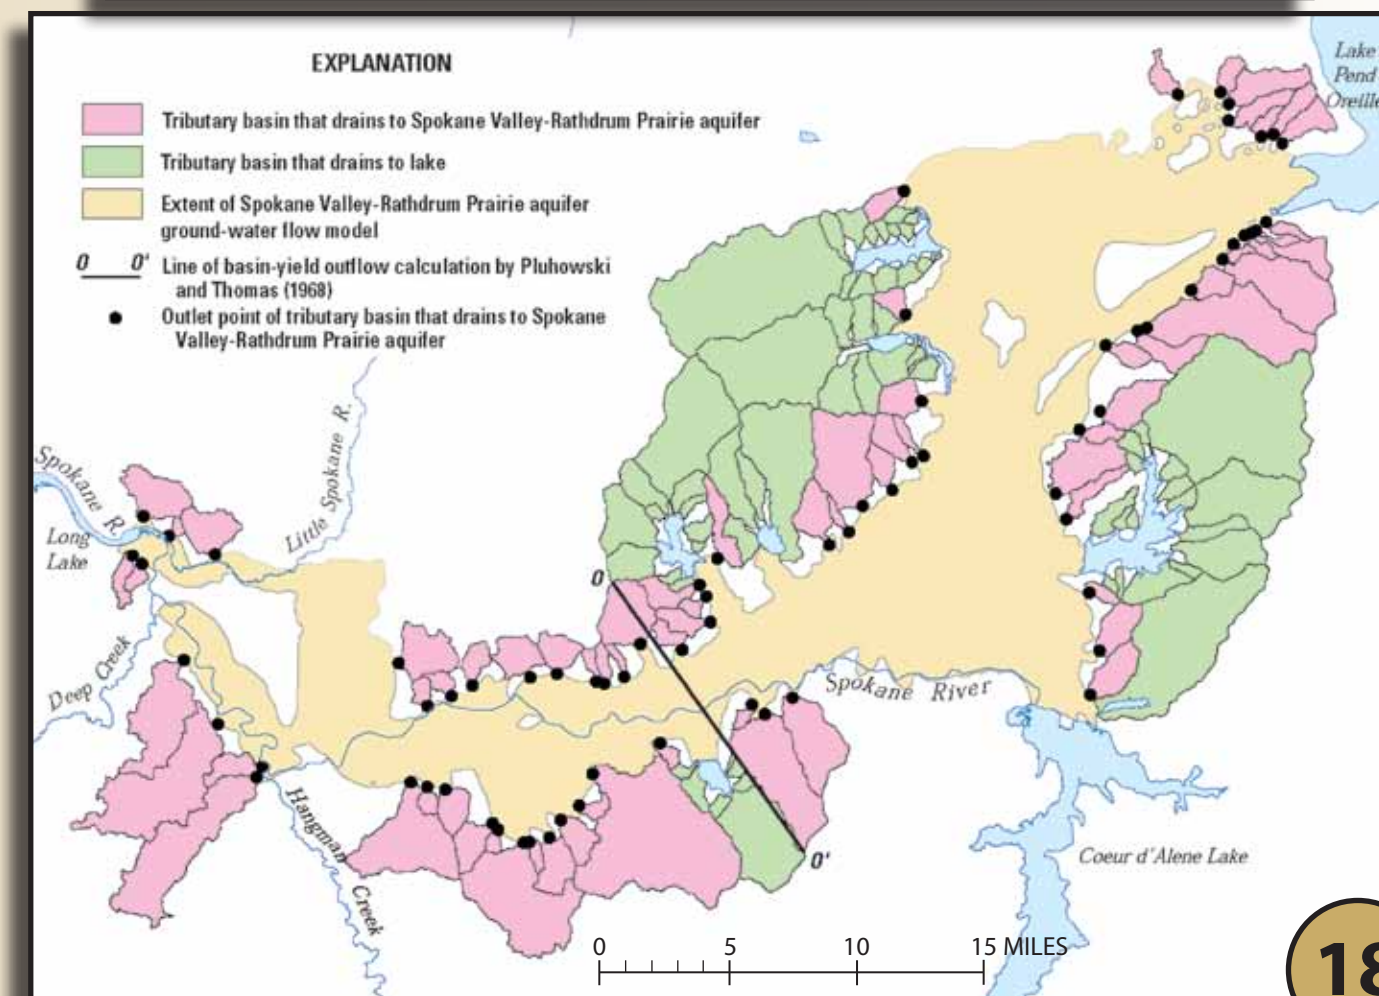 EXPLANATION
Tributary basin that drains to Spokane Valley-Rathdrum Prairie aquifer
Tributary basin that drains to lake
Extent of Spokane Valley-Rathdrum Prairie aquifer
ground-water flow model
0 0' Line of basin-yield outflow calculation by Pluhowski
and Thomas (1968)
Outlet point of tributary basin that drains to Spokane
Valley-Rathdrum Prairie aquifer
Lake
Pend
Oreille
Spokane R.
Long
Lake
Little Spokane R.
Deep Creek
Hangman Creek
0
0'
Spokane River
Coeur d'Alene Lake
0 5 10 15 MILES
18